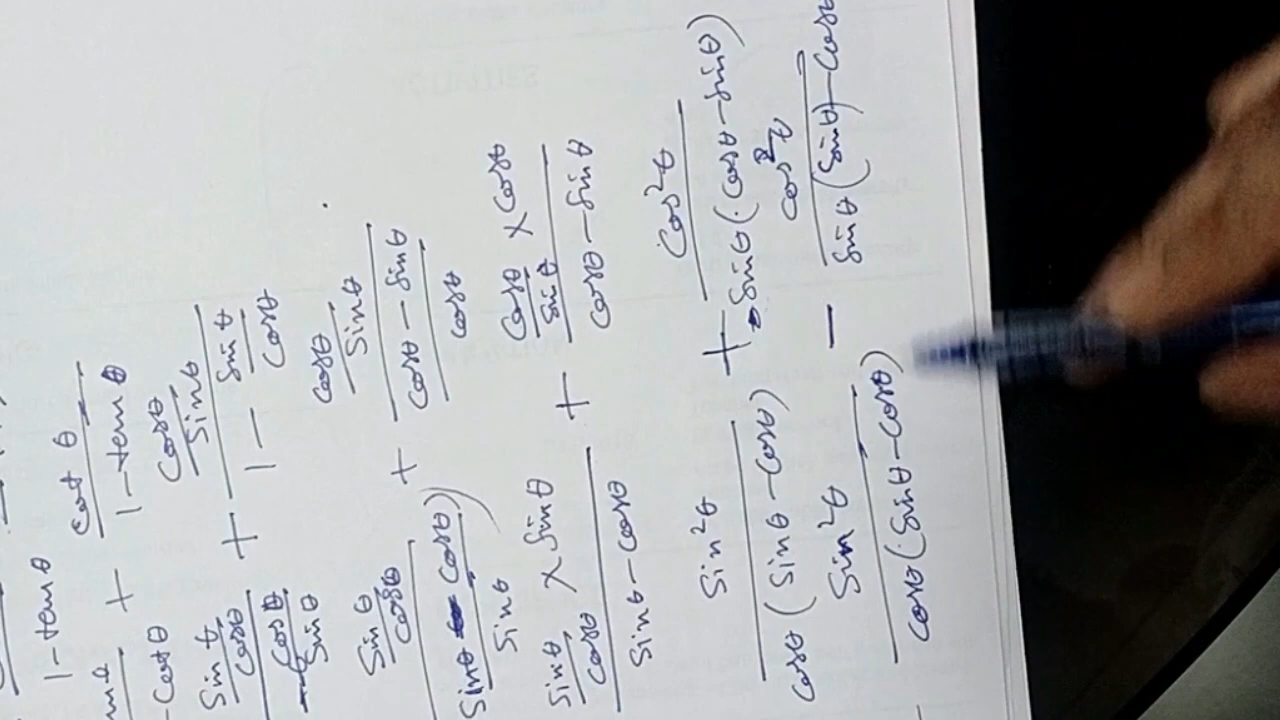 1 - tanθ
tanθ / - cotθ + cotθ / 1 - tanθ
sinθ/cosθ / - cosθ/sinθ + cosθ/sinθ / 1 - sinθ/cosθ
sinθ/cosθ / (sinθ - cosθ)/sinθ + cosθ/sinθ / (cosθ - sinθ)/cosθ
sinθ/cosθ × sinθ / sinθ - cosθ + cosθ/sinθ × cosθ / cosθ - sinθ
sin²θ / cosθ (sinθ - cosθ) + cos²θ / sinθ (cosθ - sinθ)
sin²θ / cosθ (sinθ - cosθ) - cos²θ / sinθ (sinθ) - cosθ